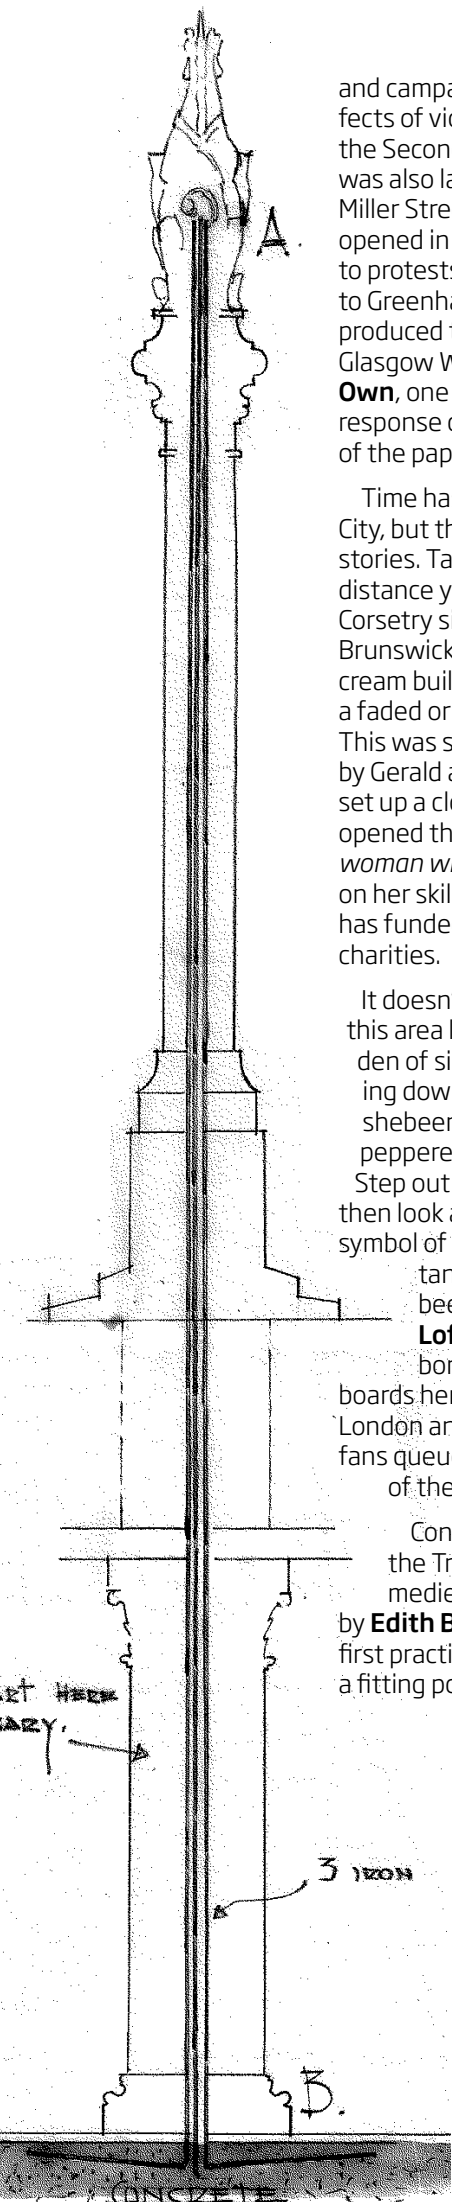 A.
and campa
fects of vio
the Secon
was also la
Miller Stre
opened in
to protests
to Greenha
produced
Glasgow W
Own, one
response o
of the pap
Time ha
City, but th
stories. Ta
distance y
Corsetry si
Brunswick
cream buil
a faded or
This was s
by Gerald a
set up a clo
opened th
woman wh
on her skil
has funde
charities.
It doesn'
this area h
den of si
ing dow
shebeen
peppere
Step out
then look a
symbol of
tan
bee
Lof
bor
boards her
London an
fans queu
of the
Con
the Tr
medie
by Edith B
first practi
a fitting po
HERE
3 IRON
B.
CONCRETE